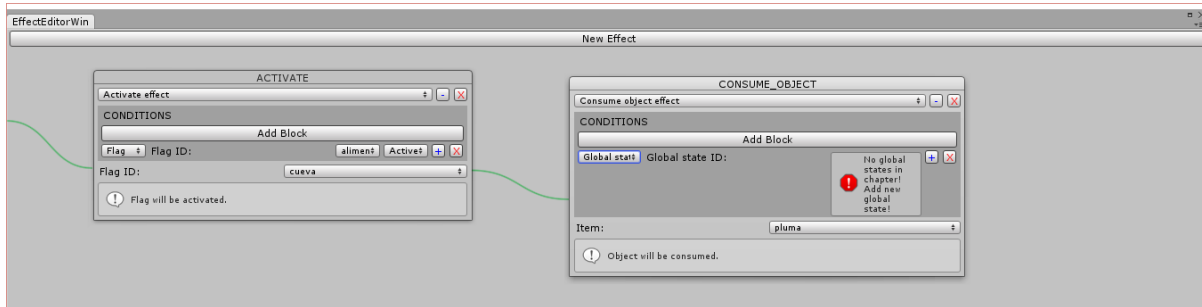 EffectEditorWin
New Effect
ACTIVATE
Activate effect
-
X
CONDITIONS
Add Block
Flag Flag ID: aliment Active + X
Flag ID: cueva
Flag will be activated.
CONSUME_OBJECT
Consume object effect
-
X
CONDITIONS
Add Block
Global stat Global state ID:
No global
states in
chapter!
Add new
global
state!
+ X
Item: pluma
Object will be consumed.